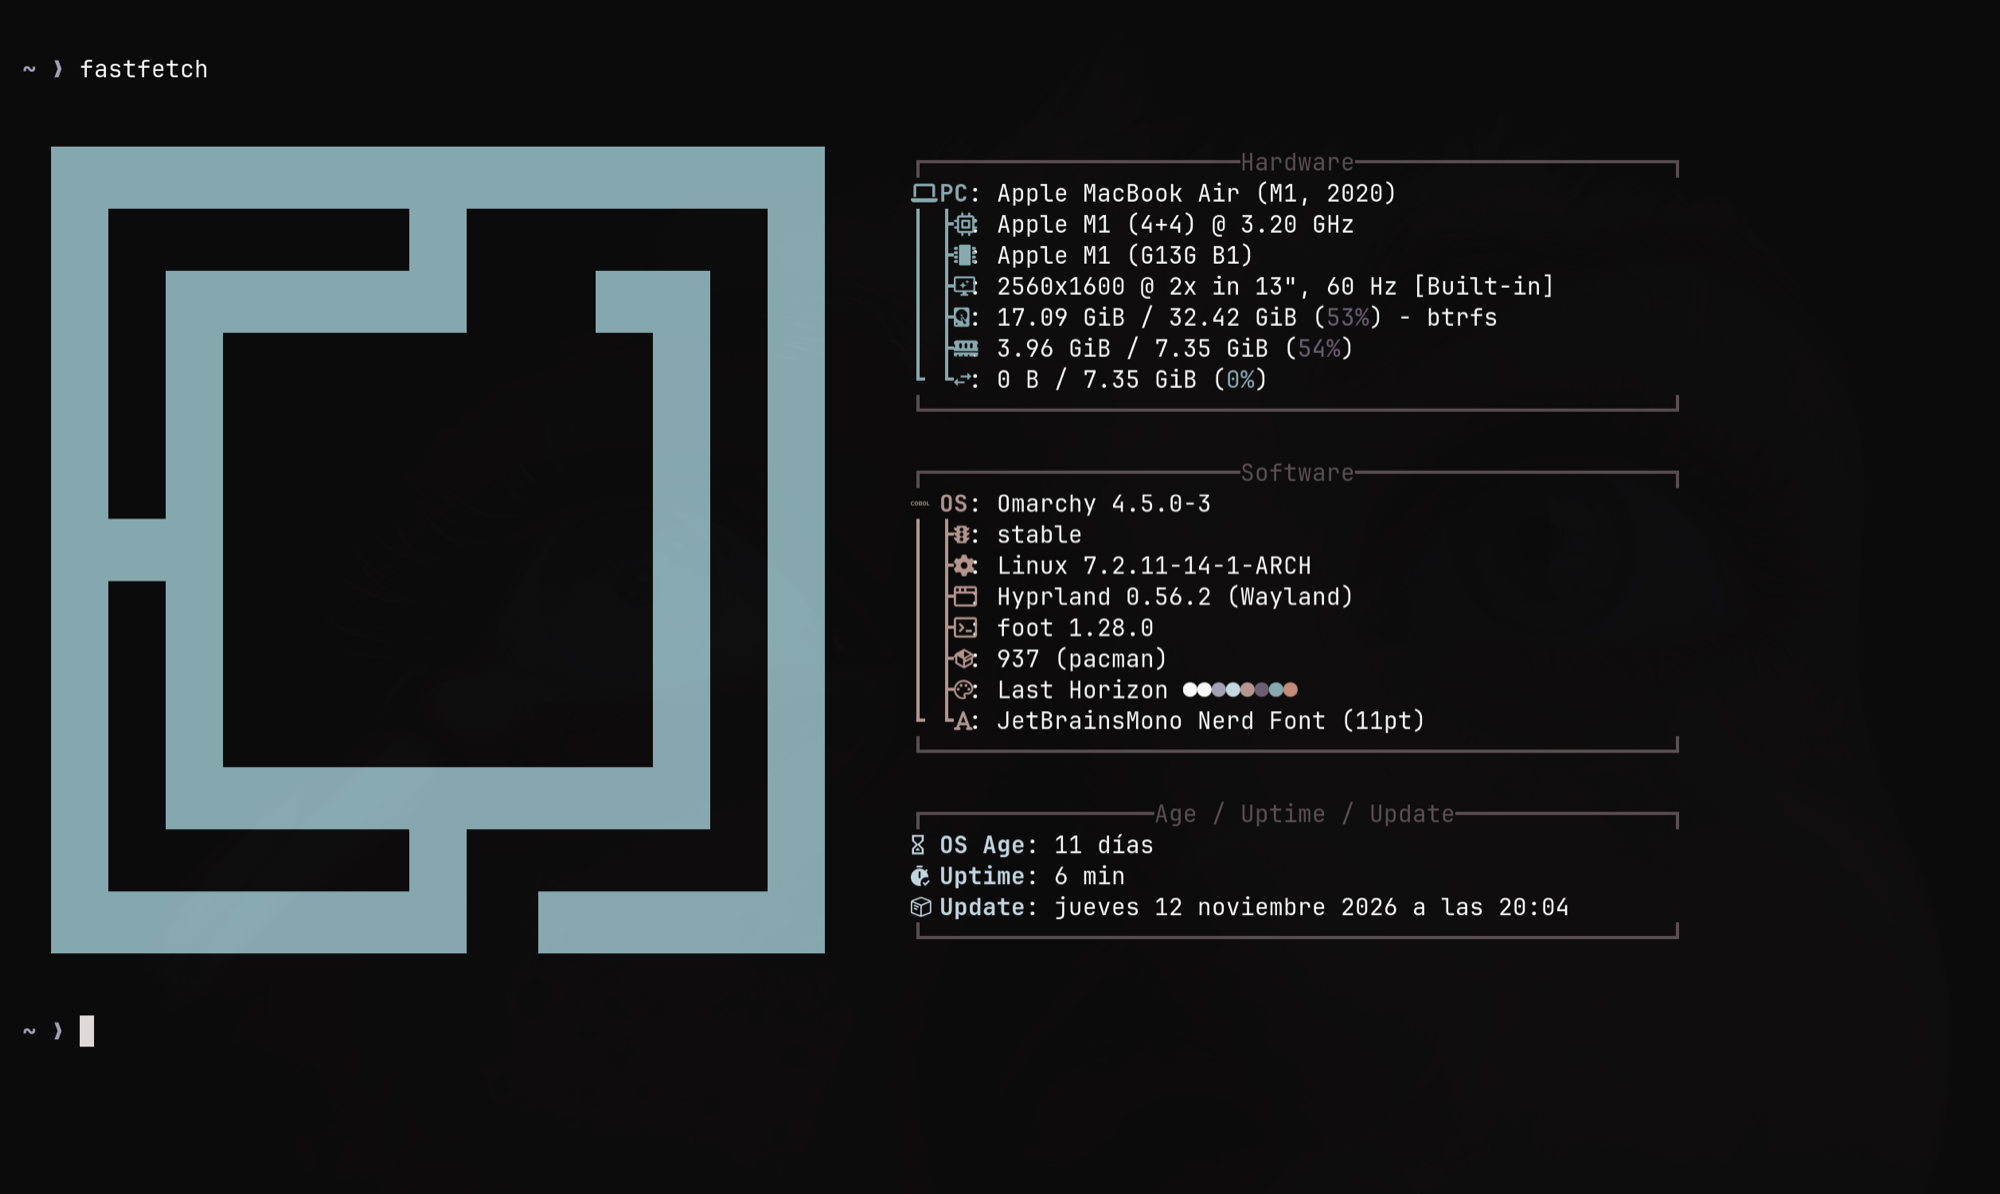 ~ ❯ fastfetch
Hardware
PC: Apple MacBook Air (M1, 2020)
: Apple M1 (4+4) @ 3.20 GHz
: Apple M1 (G13G B1)
: 2560x1600 @ 2x in 13", 60 Hz [Built-in]
: 17.09 GiB / 32.42 GiB (53%) - btrfs
: 3.96 GiB / 7.35 GiB (54%)
: 0 B / 7.35 GiB (0%)
Software
COBOL OS: Omarchy 4.5.0-3
: stable
: Linux 7.2.11-14-1-ARCH
: Hyprland 0.56.2 (Wayland)
: foot 1.28.0
: 937 (pacman)
: Last Horizon
: JetBrainsMono Nerd Font (11pt)
Age / Uptime / Update
OS Age: 11 días
Uptime: 6 min
Update: jueves 12 noviembre 2026 a las 20:04
~ ❯